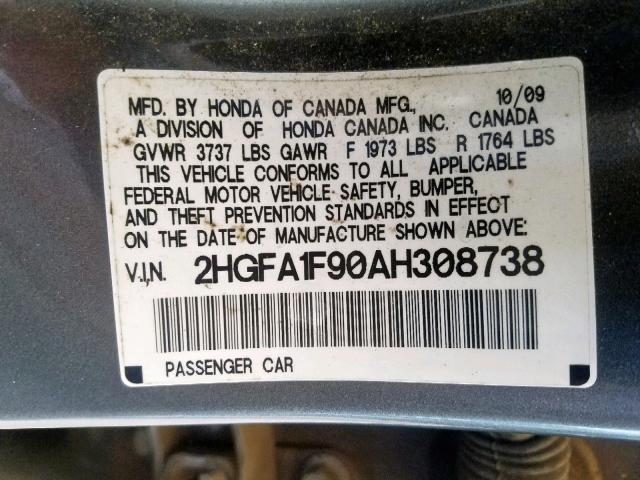 MFD. BY HONDA OF CANADA MFG., 10/09
A DIVISION OF HONDA CANADA INC. CANADA
GVWR 3737 LBS GAWR F 1973 LBS R 1764 LBS
THIS VEHICLE CONFORMS TO ALL APPLICABLE
FEDERAL MOTOR VEHICLE SAFETY, BUMPER,
AND THEFT PREVENTION STANDARDS IN EFFECT
ON THE DATE OF MANUFACTURE SHOWN ABOVE:
V.I.N. 2HGFA1F90AH308738
PASSENGER CAR